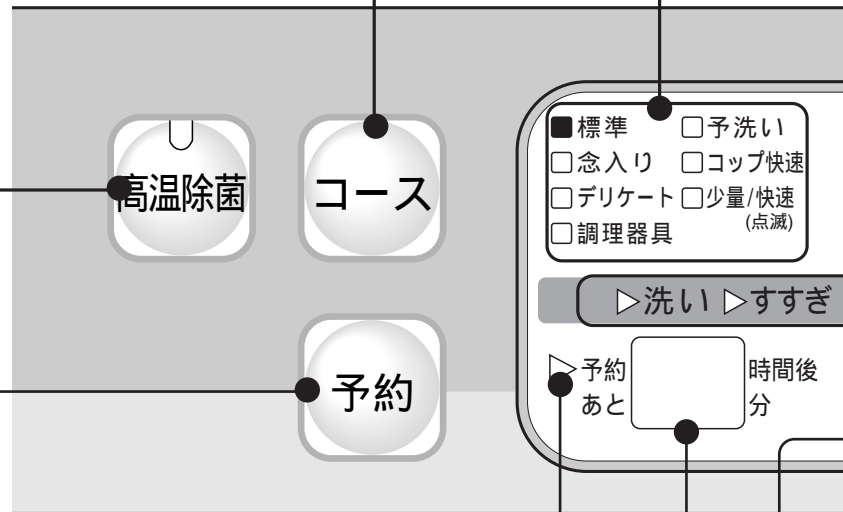 高温除菌
コース
予約
■標準 □予洗い
□念入り □コップ快速
□デリケート □少量/快速
□調理器具 (点滅)
▷洗い ▷すすぎ
▷予約 時間後
あと 分